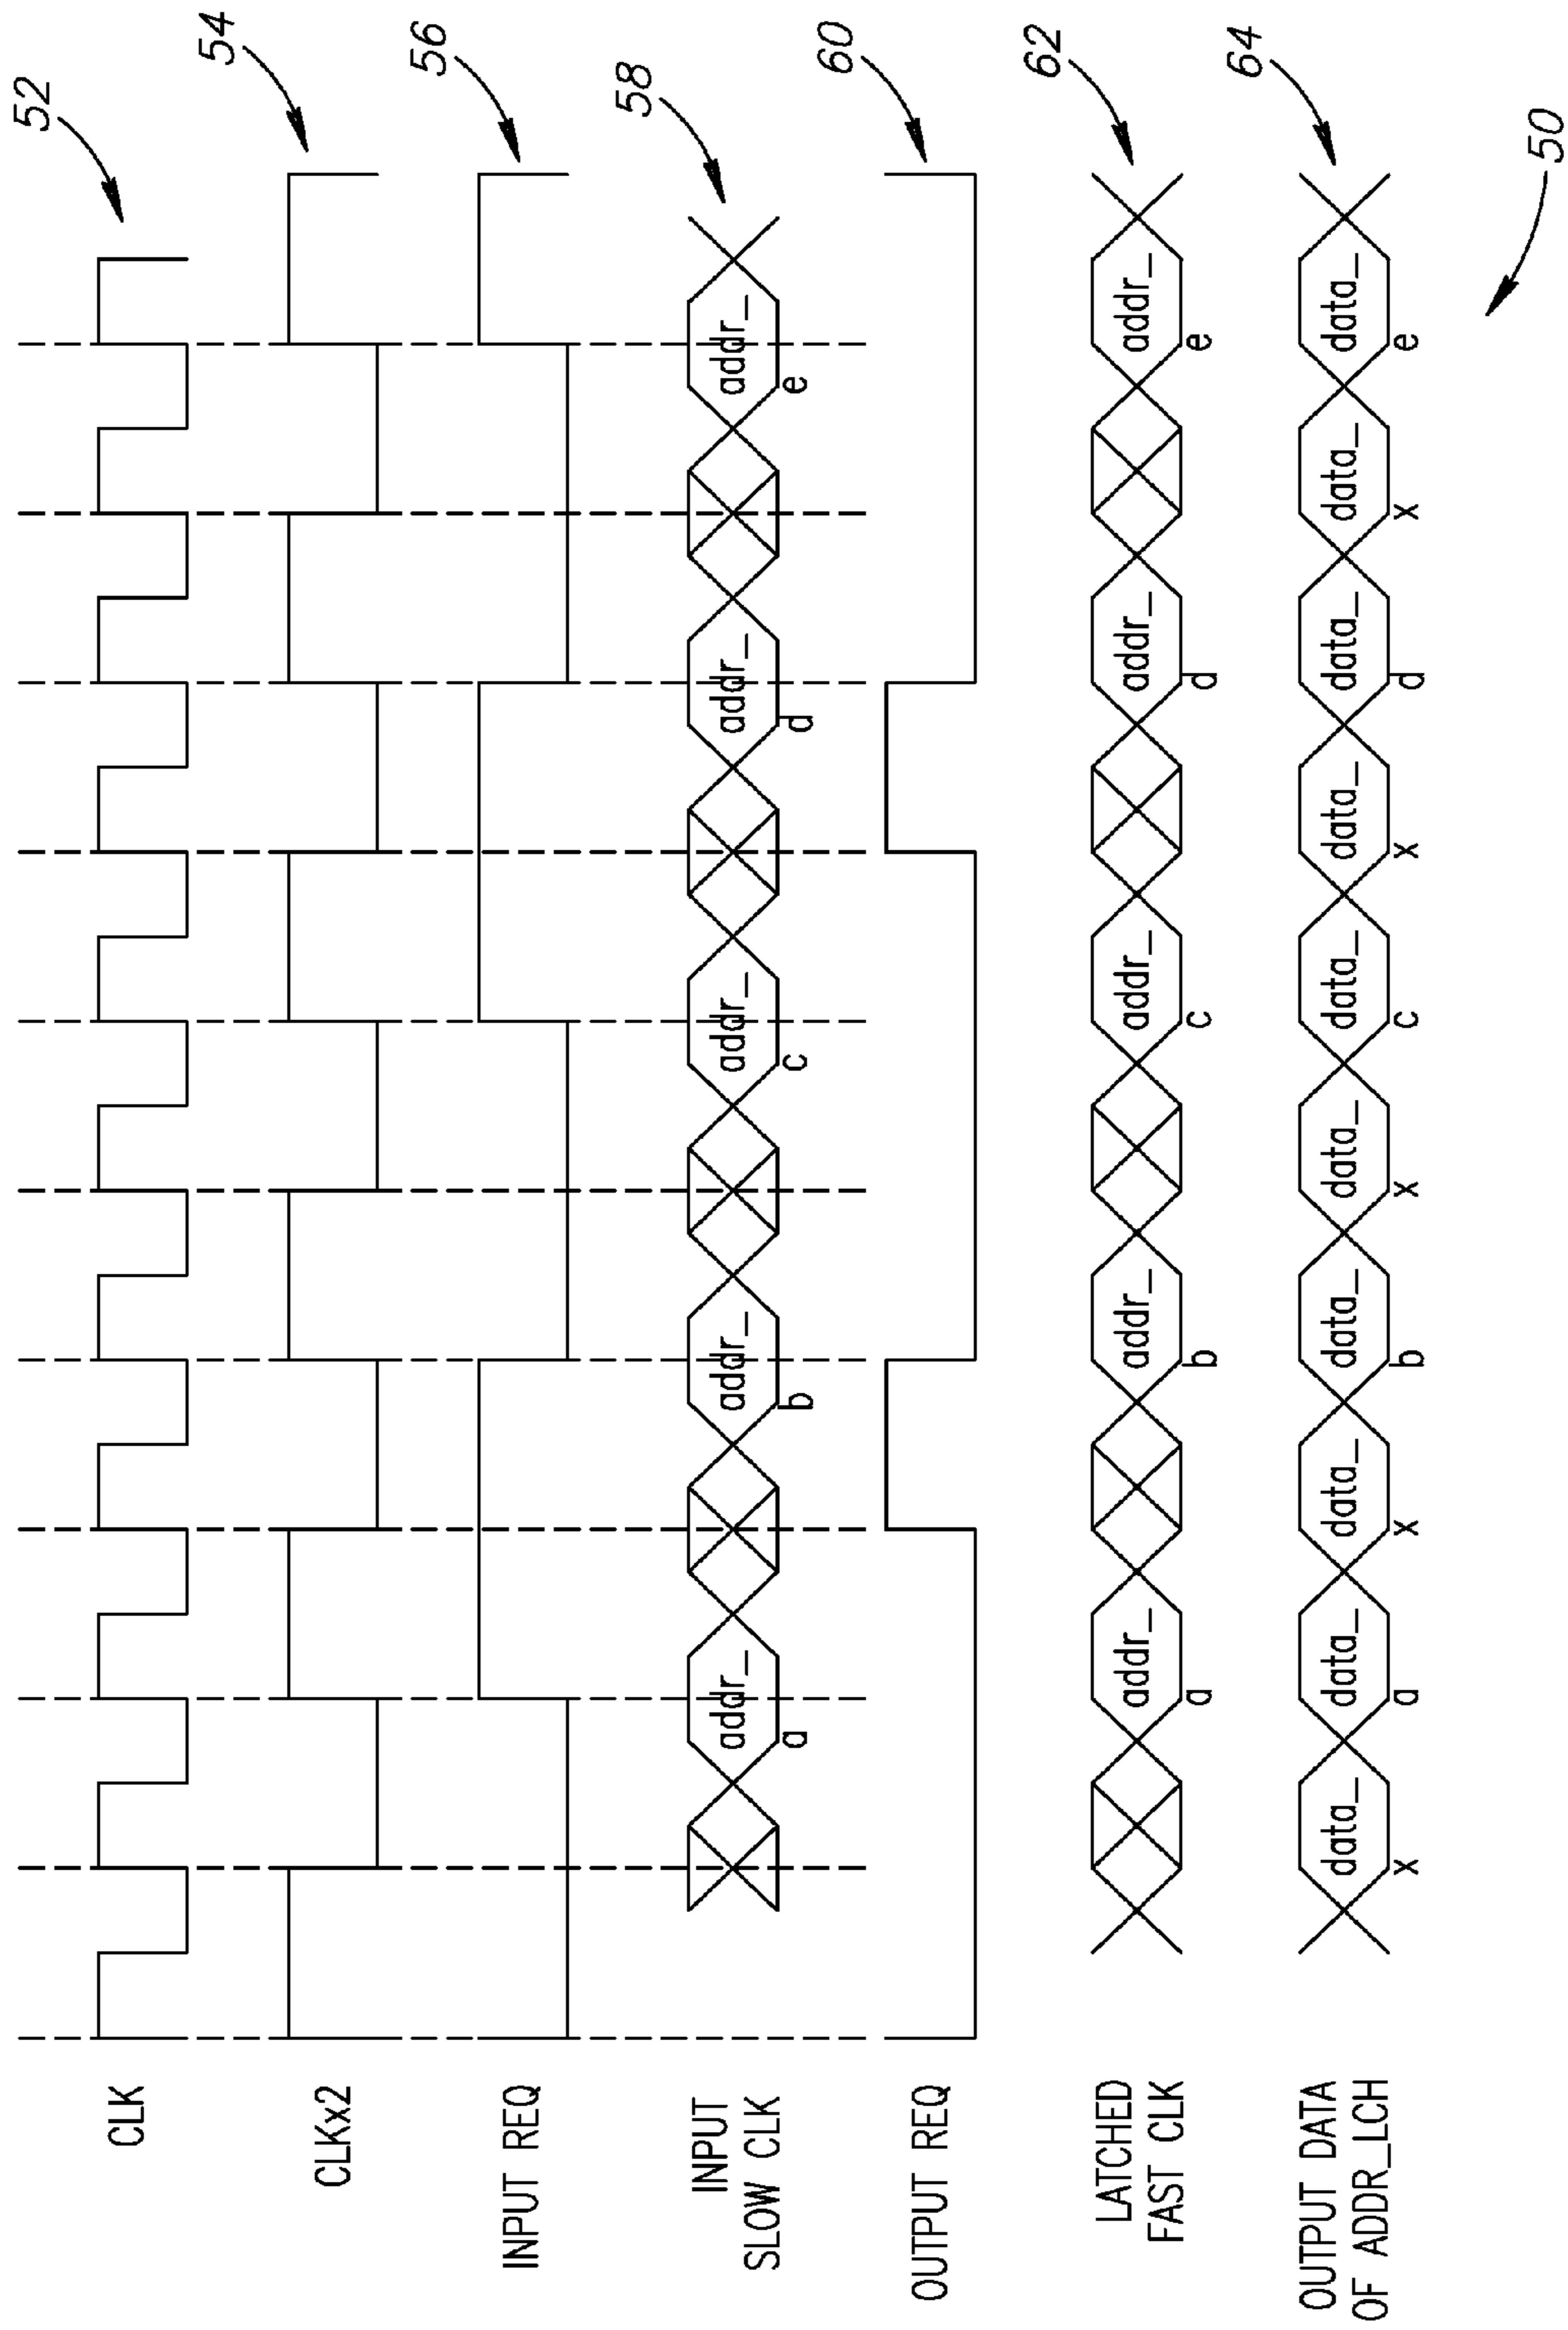 CLK
52
CLKx2
54
INPUT REQ
56
INPUT
SLOW CLK
addr_
a
addr_
b
addr_
c
addr_
d
addr_
e
58
OUTPUT REQ
60
LATCHED
FAST CLK
addr_
a
addr_
b
addr_
c
addr_
d
addr_
e
62
OUTPUT DATA
OF ADDR_LCH
data_
x
data_
a
data_
x
data_
b
data_
x
data_
c
data_
x
data_
d
data_
x
data_
e
64
50